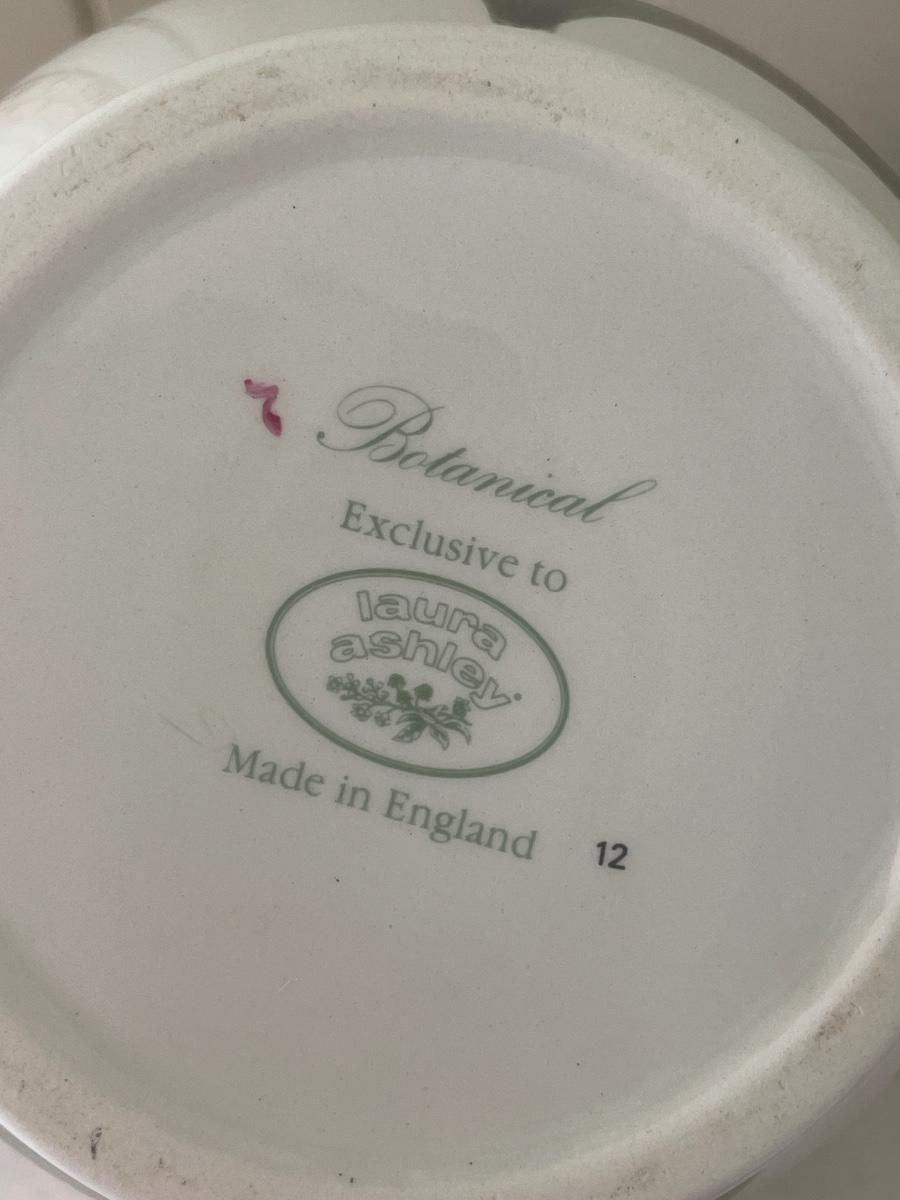 Botanical
Exclusive to
laura
ashley
Made in England
12